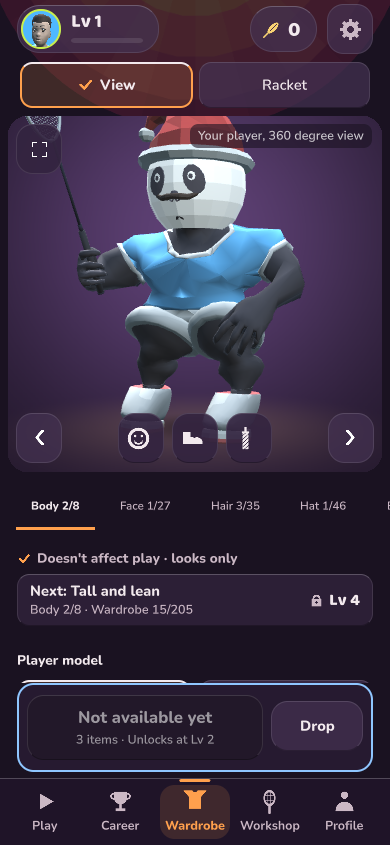 Lv 1
0
View
Racket
Your player, 360 degree view
Body 2/8
Face 1/27
Hair 3/35
Hat 1/46
Doesn't affect play · looks only
Next: Tall and lean
Body 2/8 · Wardrobe 15/205
Lv 4
Player model
Not available yet
3 items · Unlocks at Lv 2
Drop
Play
Career
Wardrobe
Workshop
Profile